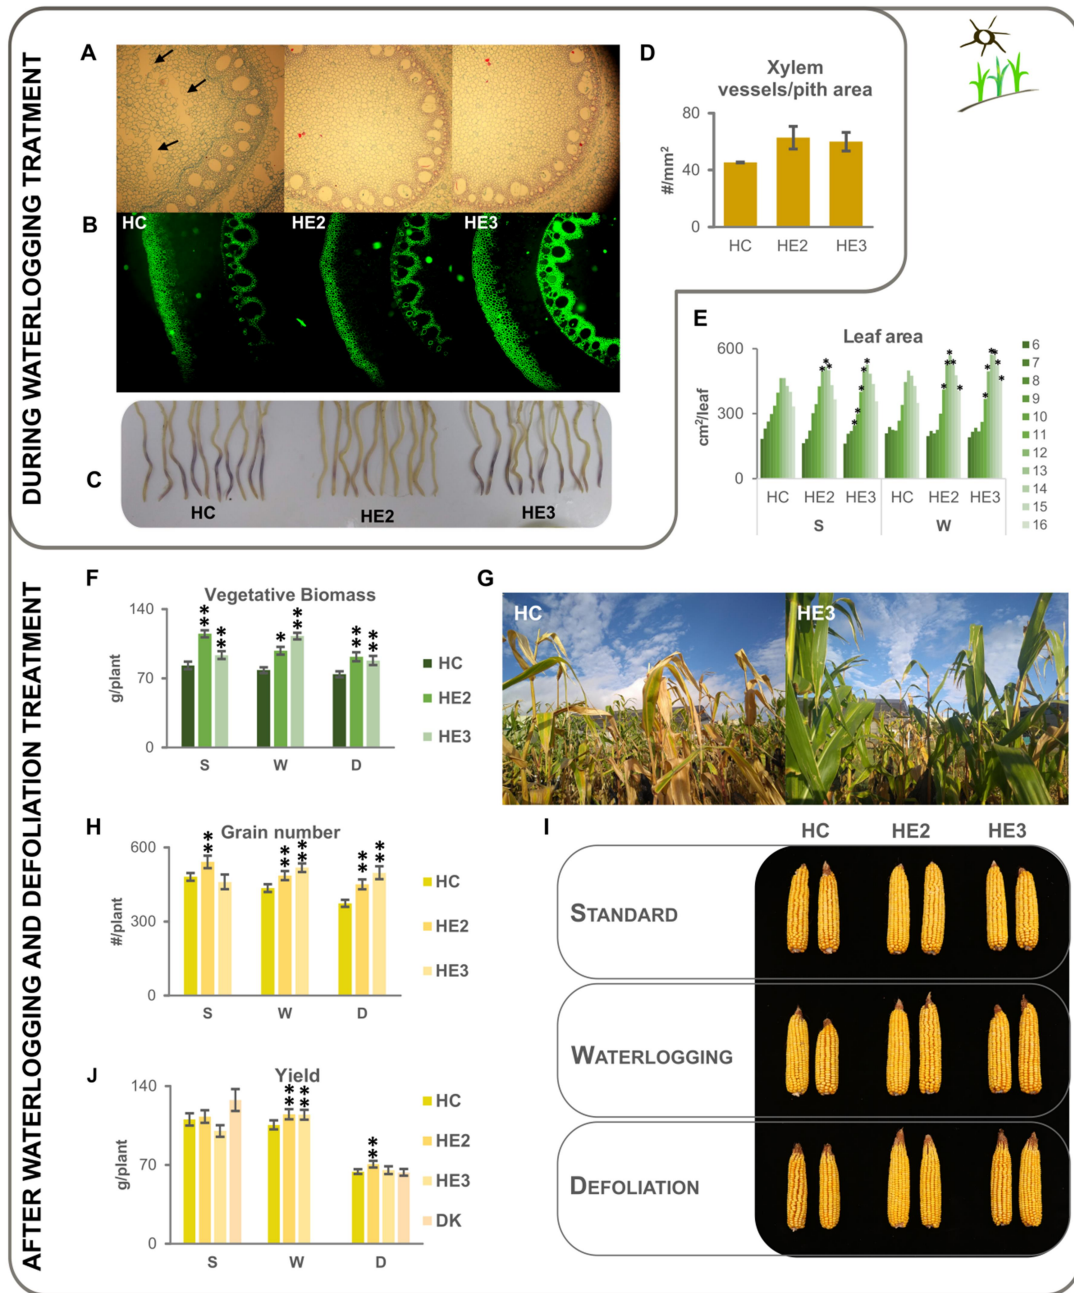 DURING WATERLOGGING TRATMENT
A
HC
HE2
HE3
B
C
HC
HE2
HE3
D
Xylem
vessels/pith area
#/mm2
80
40
0
HC
HE2
HE3
E
Leaf area
cm2/leaf
600
300
0
HC
HE2
HE3
HC
HE2
HE3
S
W
6
7
8
9
10
11
12
13
14
15
16
AFTER WATERLOGGING AND DEFOLIATION TREATMENT
F
Vegetative Biomass
g/plant
140
70
0
** ** * ** ** **
S
W
D
HC
HE2
HE3
G
HC
HE3
H
Grain number
#/plant
600
300
0
** ** ** ** **
S
W
D
HC
HE2
HE3
I
HC
HE2
HE3
STANDARD
WATERLOGGING
DEFOLIATION
J
Yield
g/plant
140
70
0
** ** **
S
W
D
HC
HE2
HE3
DK